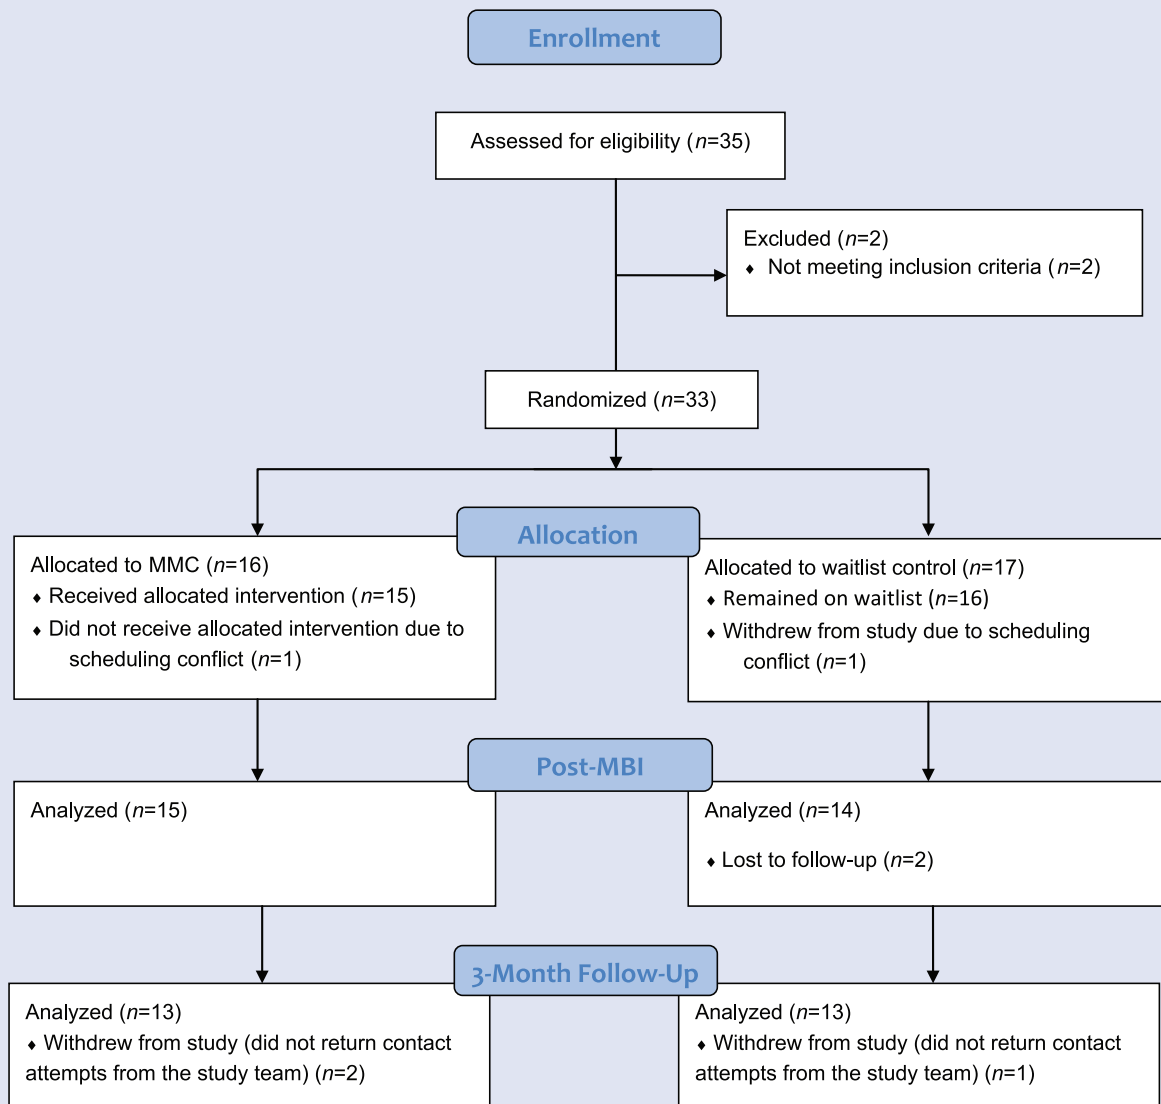 Enrollment
Assessed for eligibility (n=35)
Excluded (n=2)
♦ Not meeting inclusion criteria (n=2)
Randomized (n=33)
Allocation
Allocated to MMC (n=16)
♦ Received allocated intervention (n=15)
♦ Did not receive allocated intervention due to
scheduling conflict (n=1)
Allocated to waitlist control (n=17)
♦ Remained on waitlist (n=16)
♦ Withdrew from study due to scheduling
conflict (n=1)
Post-MBI
Analyzed (n=15)
Analyzed (n=14)
♦ Lost to follow-up (n=2)
3-Month Follow-Up
Analyzed (n=13)
♦ Withdrew from study (did not return contact
attempts from the study team) (n=2)
Analyzed (n=13)
♦ Withdrew from study (did not return contact
attempts from the study team) (n=1)